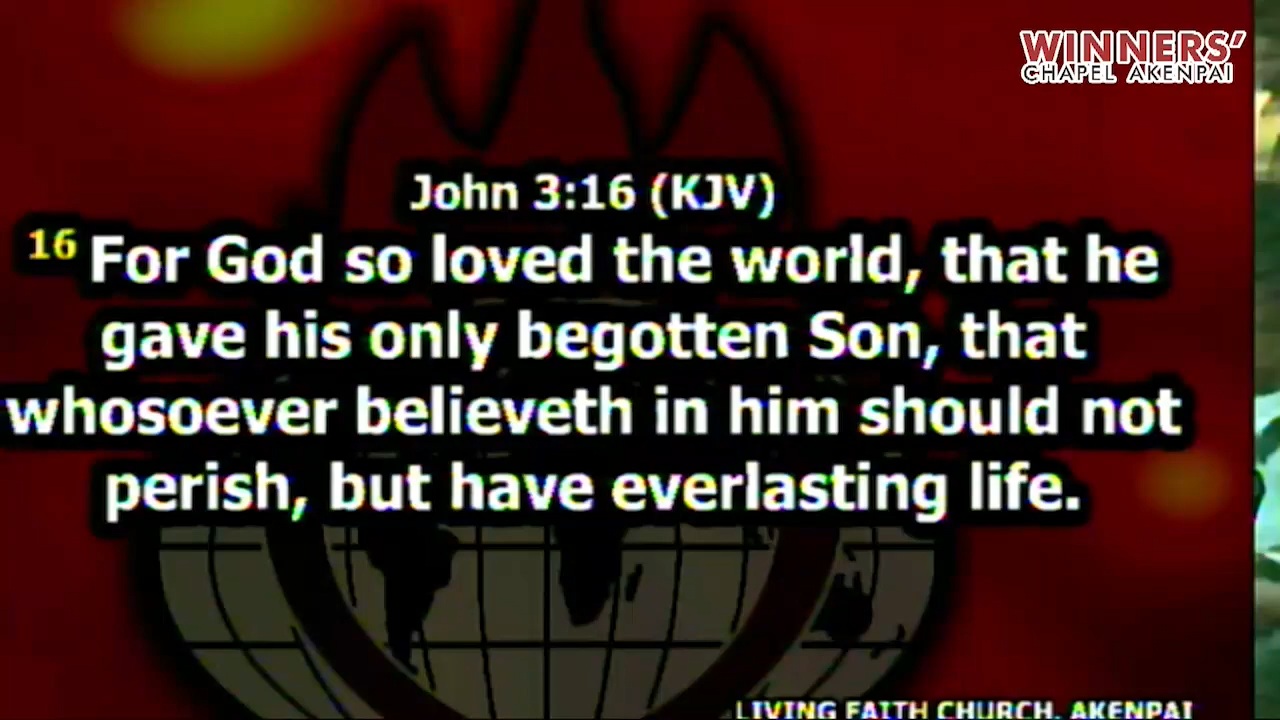 WINNERS'
CHAPEL AKENPAI
John 3:16 (KJV)
16 For God so loved the world, that he
gave his only begotten Son, that
whosoever believeth in him should not
perish, but have everlasting life.
LIVING FAITH CHURCH, AKENPAI